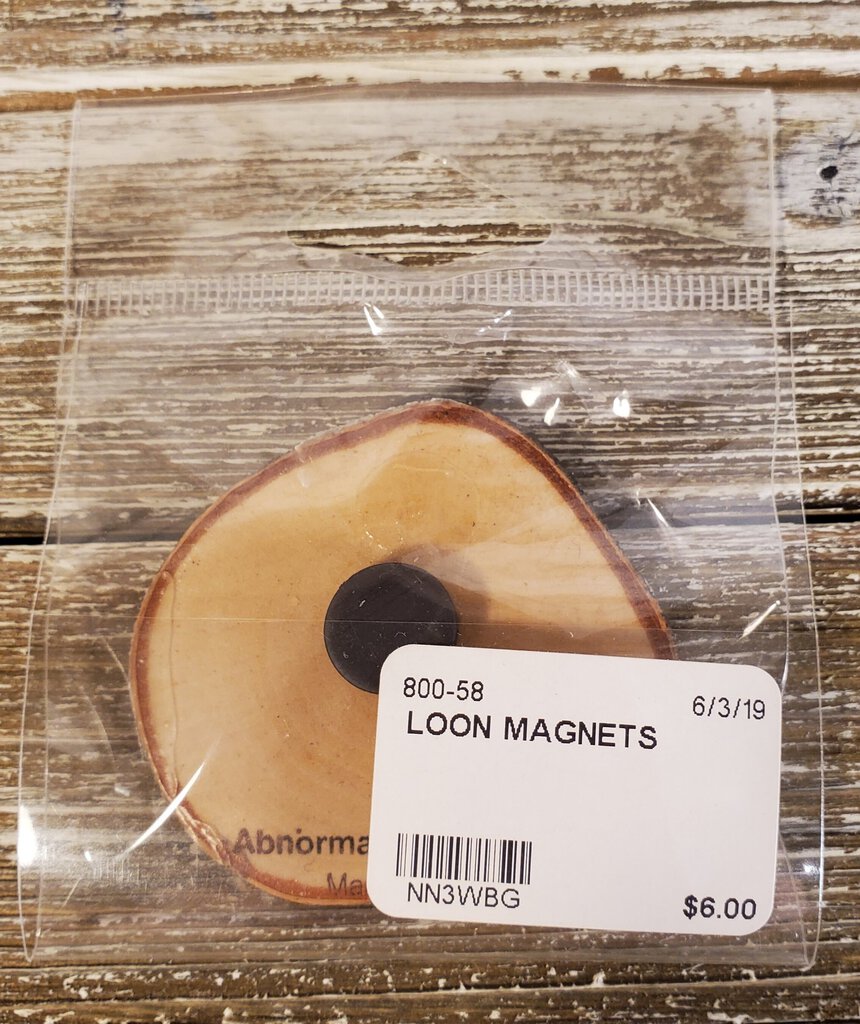 800-58
6/3/19
LOON MAGNETS
NN3WBG
$6.00